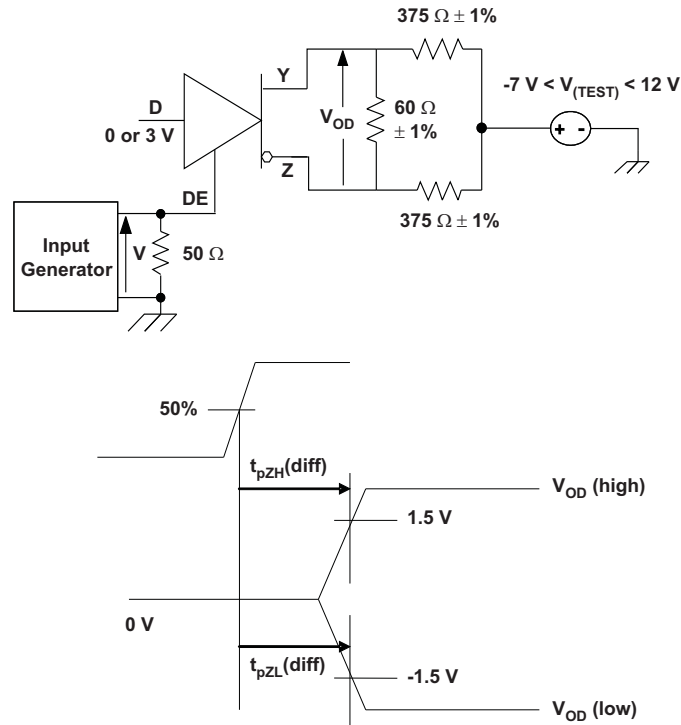 375 Ω ± 1%
Y
-7 V < V(TEST) < 12 V
D
0 or 3 V
VOD
60 Ω
± 1%
+ -
Z
DE
375 Ω ± 1%
Input
Generator
V
50 Ω
50%
tpZH(diff)
VOD (high)
1.5 V
0 V
tpZL(diff)
-1.5 V
VOD (low)